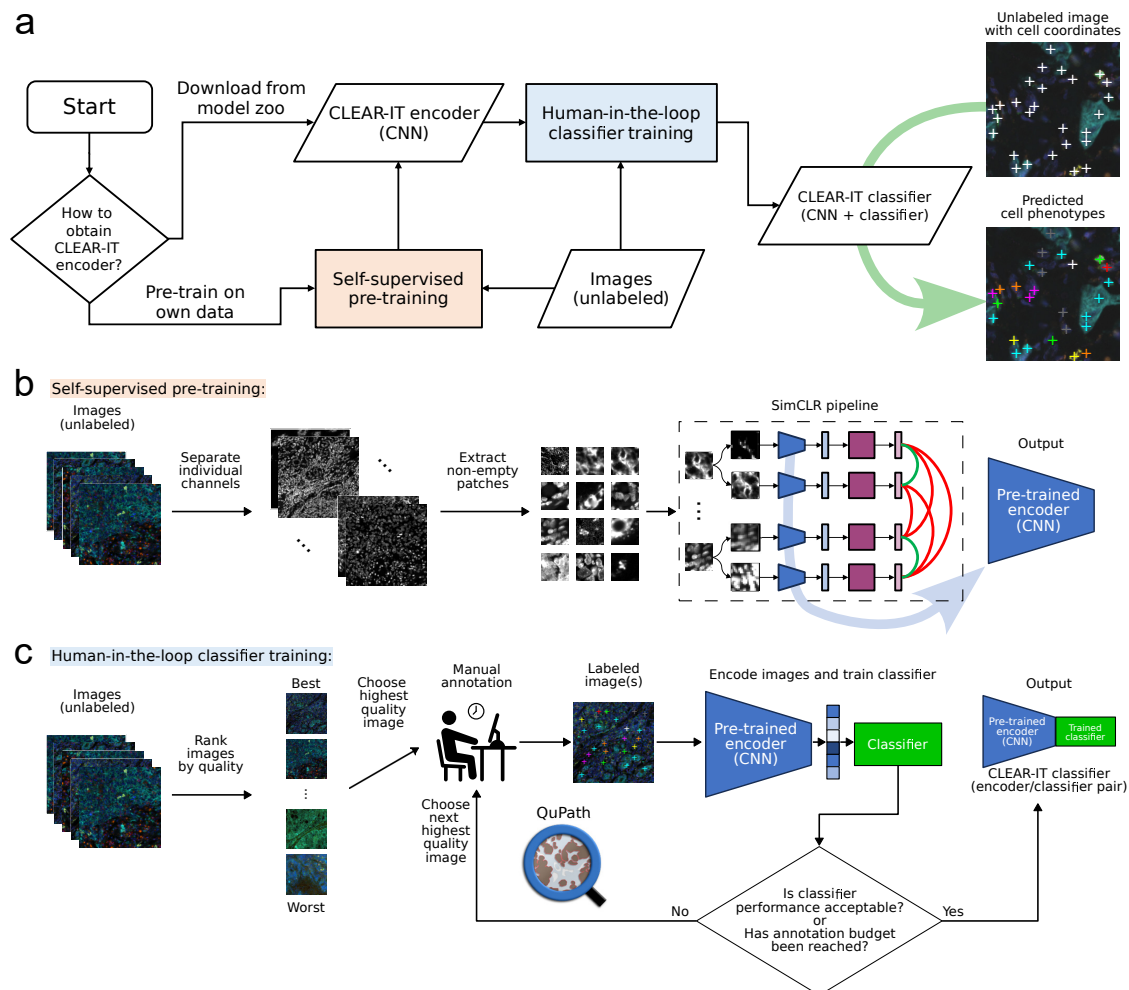 a
Start
How to
obtain
CLEAR-IT
encoder?
Download from
model zoo
Pre-train on
own data
CLEAR-IT encoder
(CNN)
Self-supervised
pre-training
Human-in-the-loop
classifier training
Images
(unlabeled)
CLEAR-IT classifier
(CNN + classifier)
Unlabeled image
with cell coordinates
Predicted
cell phenotypes
b
Self-supervised pre-training:
Images
(unlabeled)
Separate
individual
channels
Extract
non-empty
patches
SimCLR pipeline
Output
Pre-trained
encoder
(CNN)
c
Human-in-the-loop classifier training:
Images
(unlabeled)
Rank
images
by quality
Best
Worst
Choose
highest
quality
image
Manual
annotation
Choose
next
highest
quality
image
QuPath
Labeled
image(s)
Encode images and train classifier
Pre-trained
encoder
(CNN)
Classifier
Is classifier
performance acceptable?
or
Has annotation budget
been reached?
No
Yes
Output
Pre-trained
encoder
(CNN)
Trained
classifier
CLEAR-IT classifier
(encoder/classifier pair)